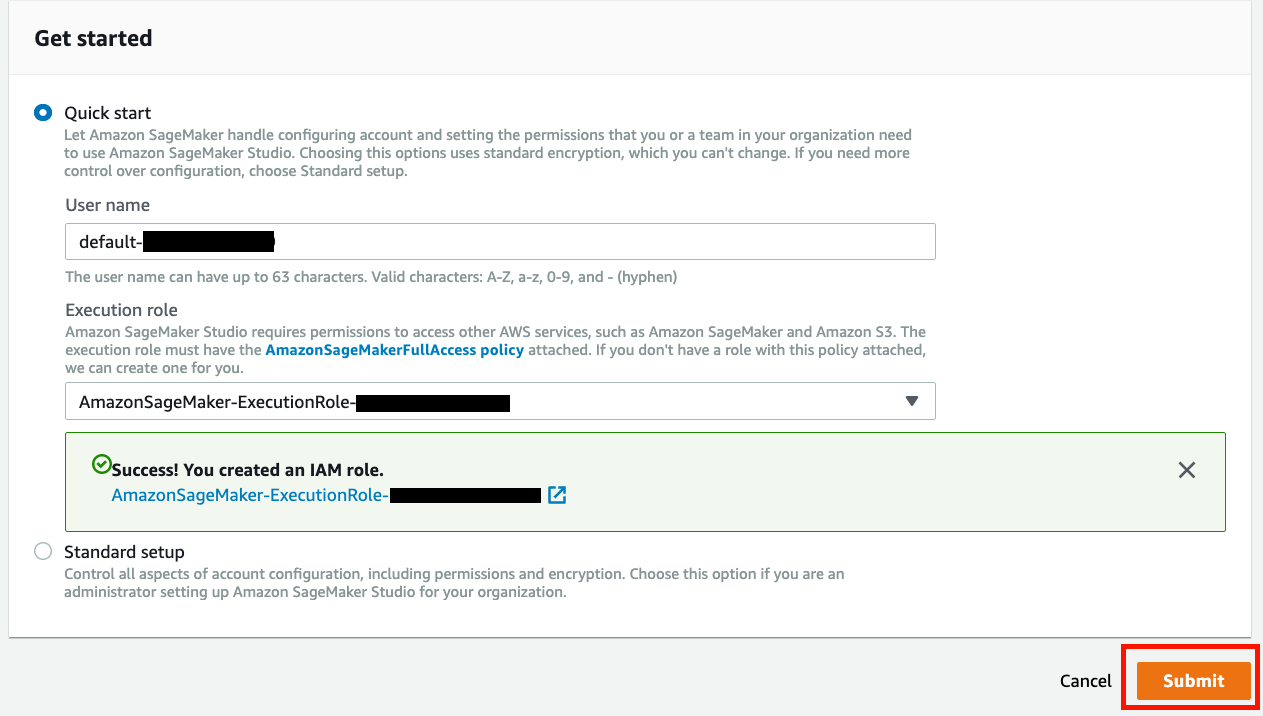 Get started
Quick start
Let Amazon SageMaker handle configuring account and setting the permissions that you or a team in your organization need
to use Amazon SageMaker Studio. Choosing this options uses standard encryption, which you can't change. If you need more
control over configuration, choose Standard setup.
User name
default-
The user name can have up to 63 characters. Valid characters: A-Z, a-z, 0-9, and - (hyphen)
Execution role
Amazon SageMaker Studio requires permissions to access other AWS services, such as Amazon SageMaker and Amazon S3. The
execution role must have the AmazonSageMakerFullAccess policy attached. If you don't have a role with this policy attached,
we can create one for you.
AmazonSageMaker-ExecutionRole-
Success! You created an IAM role.
AmazonSageMaker-ExecutionRole-
Standard setup
Control all aspects of account configuration, including permissions and encryption. Choose this option if you are an
administrator setting up Amazon SageMaker Studio for your organization.
Cancel
Submit